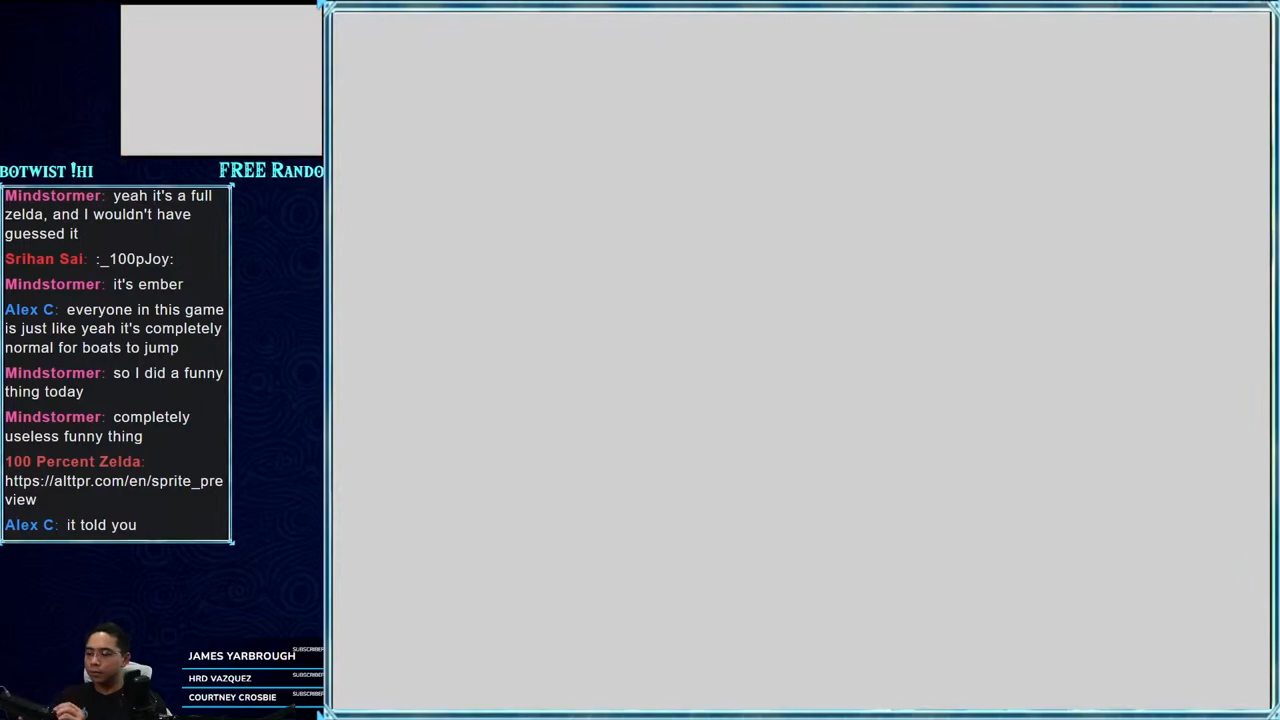 BOTWIST !HI
FREE RANDO
Mindstormer: yeah it's a full
zelda, and I wouldn't have
guessed it
Srihan Sai: :_100pJoy:
Mindstormer: it's ember
Alex C: everyone in this game
is just like yeah it's completely
normal for boats to jump
Mindstormer: so I did a funny
thing today
Mindstormer: completely
useless funny thing
100 Percent Zelda:
https://alttpr.com/en/sprite_pre
view
Alex C: it told you
JAMES YARBROUGH SUBSCRIBER
HRD VAZQUEZ SUBSCRIBER
COURTNEY CROSBIE SUBSCRIBER